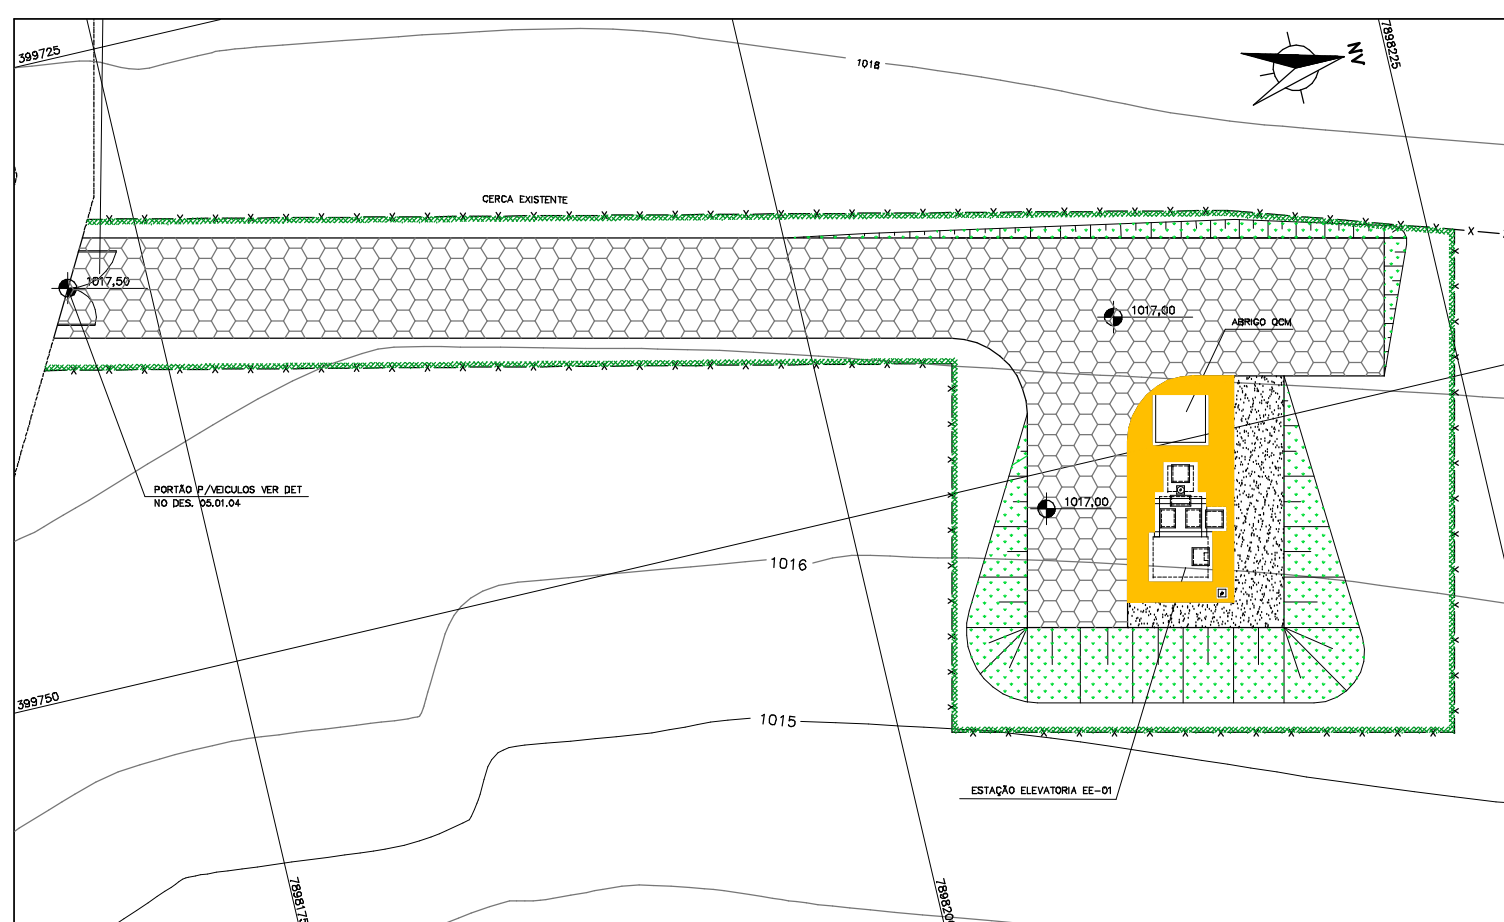 399725
1018
NV
7898225
CERCA EXISTENTE
1017,50
1017,00
ABRIGO QCM
PORTÃO P/VEICULOS VER DET
NO DES. 05.01.04
1017,00
1016
399750
1015
ESTAÇÃO ELEVATORIA EE-01